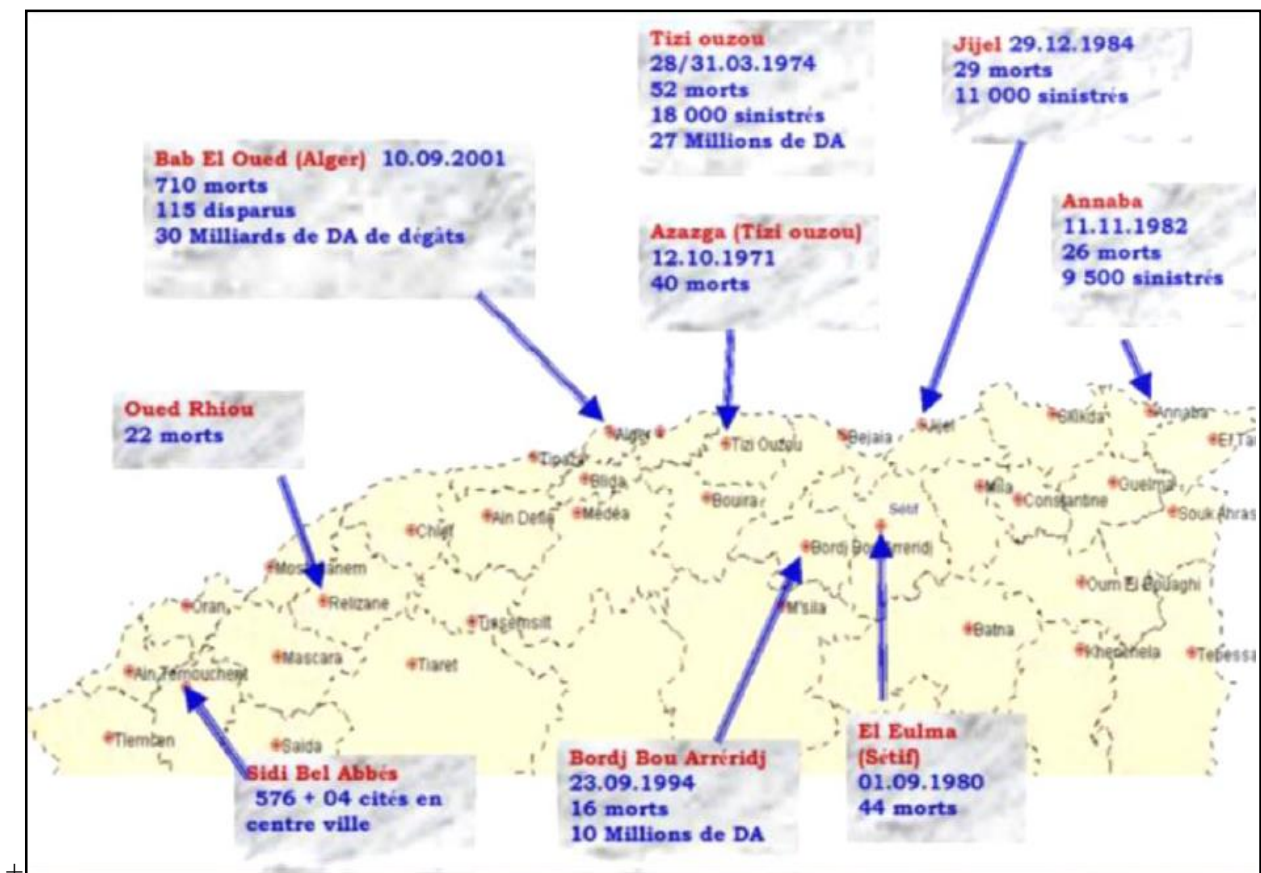 Tizi ouzou
28/31.03.1974
52 morts
18 000 sinistrés
27 Millions de DA
Jijel 29.12.1984
29 morts
11 000 sinistrés
Bab El Oued (Alger) 10.09.2001
710 morts
115 disparus
30 Milliards de DA de dégâts
Azazga (Tizi ouzou)
12.10.1971
40 morts
Annaba
11.11.1982
26 morts
9 500 sinistrés
Oued Rhiou
22 morts
Alger
Tizi Ouzou
Bejaia
Jijel
Skikda
Annaba
El Ta
Tipaza
Blida
Bouira
Mila
Constantine
Guelma
Souk Ahras
Chlef
Ain Defla
Médéa
Sétif
Bordj Bou Arreridj
Mostaganem
Relizane
Oum El Bouaghi
Oran
Tissemsilt
M'sila
Batna
Mascara
Tiaret
Khenchela
Tebessa
Ain Temouchent
Tlemcen
Saida
Sidi Bel Abbés
576 + 04 cités en
centre ville
Bordj Bou Arréridj
23.09.1994
16 morts
10 Millions de DA
El Eulma
(Sétif)
01.09.1980
44 morts